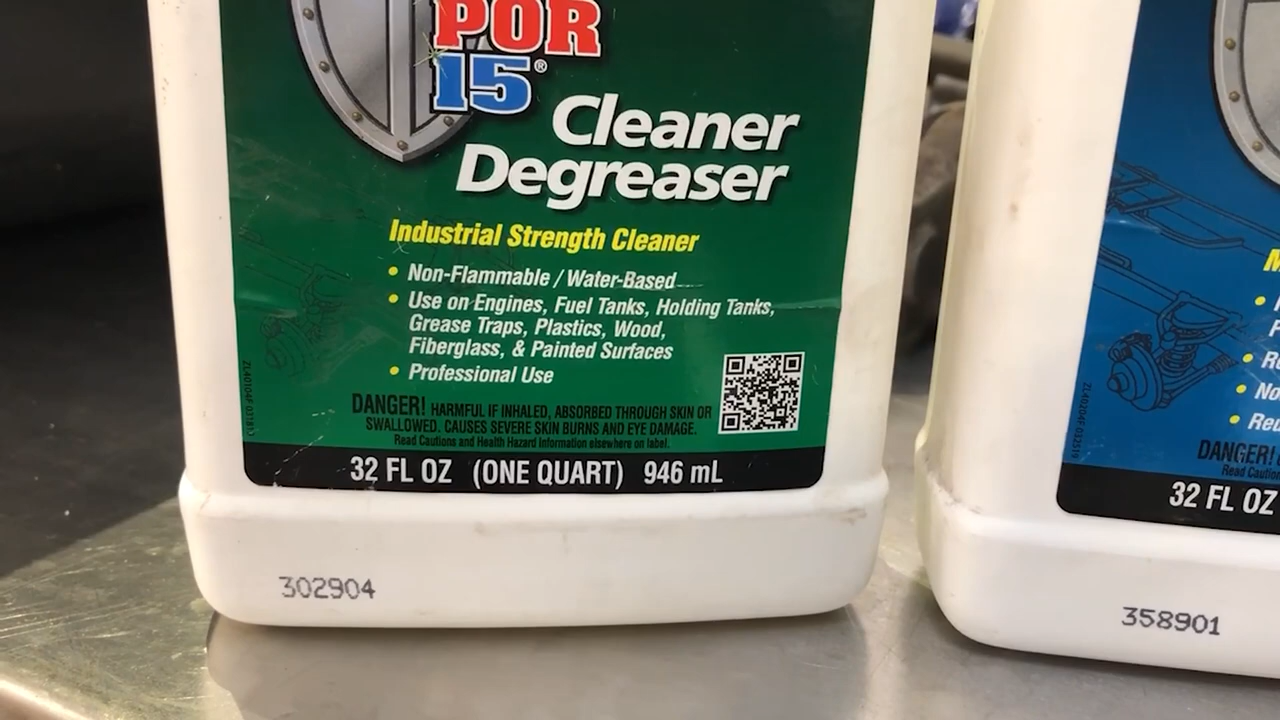 POR
15®
Cleaner
Degreaser
Industrial Strength Cleaner
• Non-Flammable / Water-Based
• Use on Engines, Fuel Tanks, Holding Tanks,
Grease Traps, Plastics, Wood,
Fiberglass, & Painted Surfaces
• Professional Use
DANGER! HARMFUL IF INHALED, ABSORBED THROUGH SKIN OR
SWALLOWED. CAUSES SEVERE SKIN BURNS AND EYE DAMAGE.
Read Cautions and Health Hazard Information elsewhere on label.
32 FL OZ (ONE QUART) 946 mL
302904
DANGER!
32 FL OZ
358901